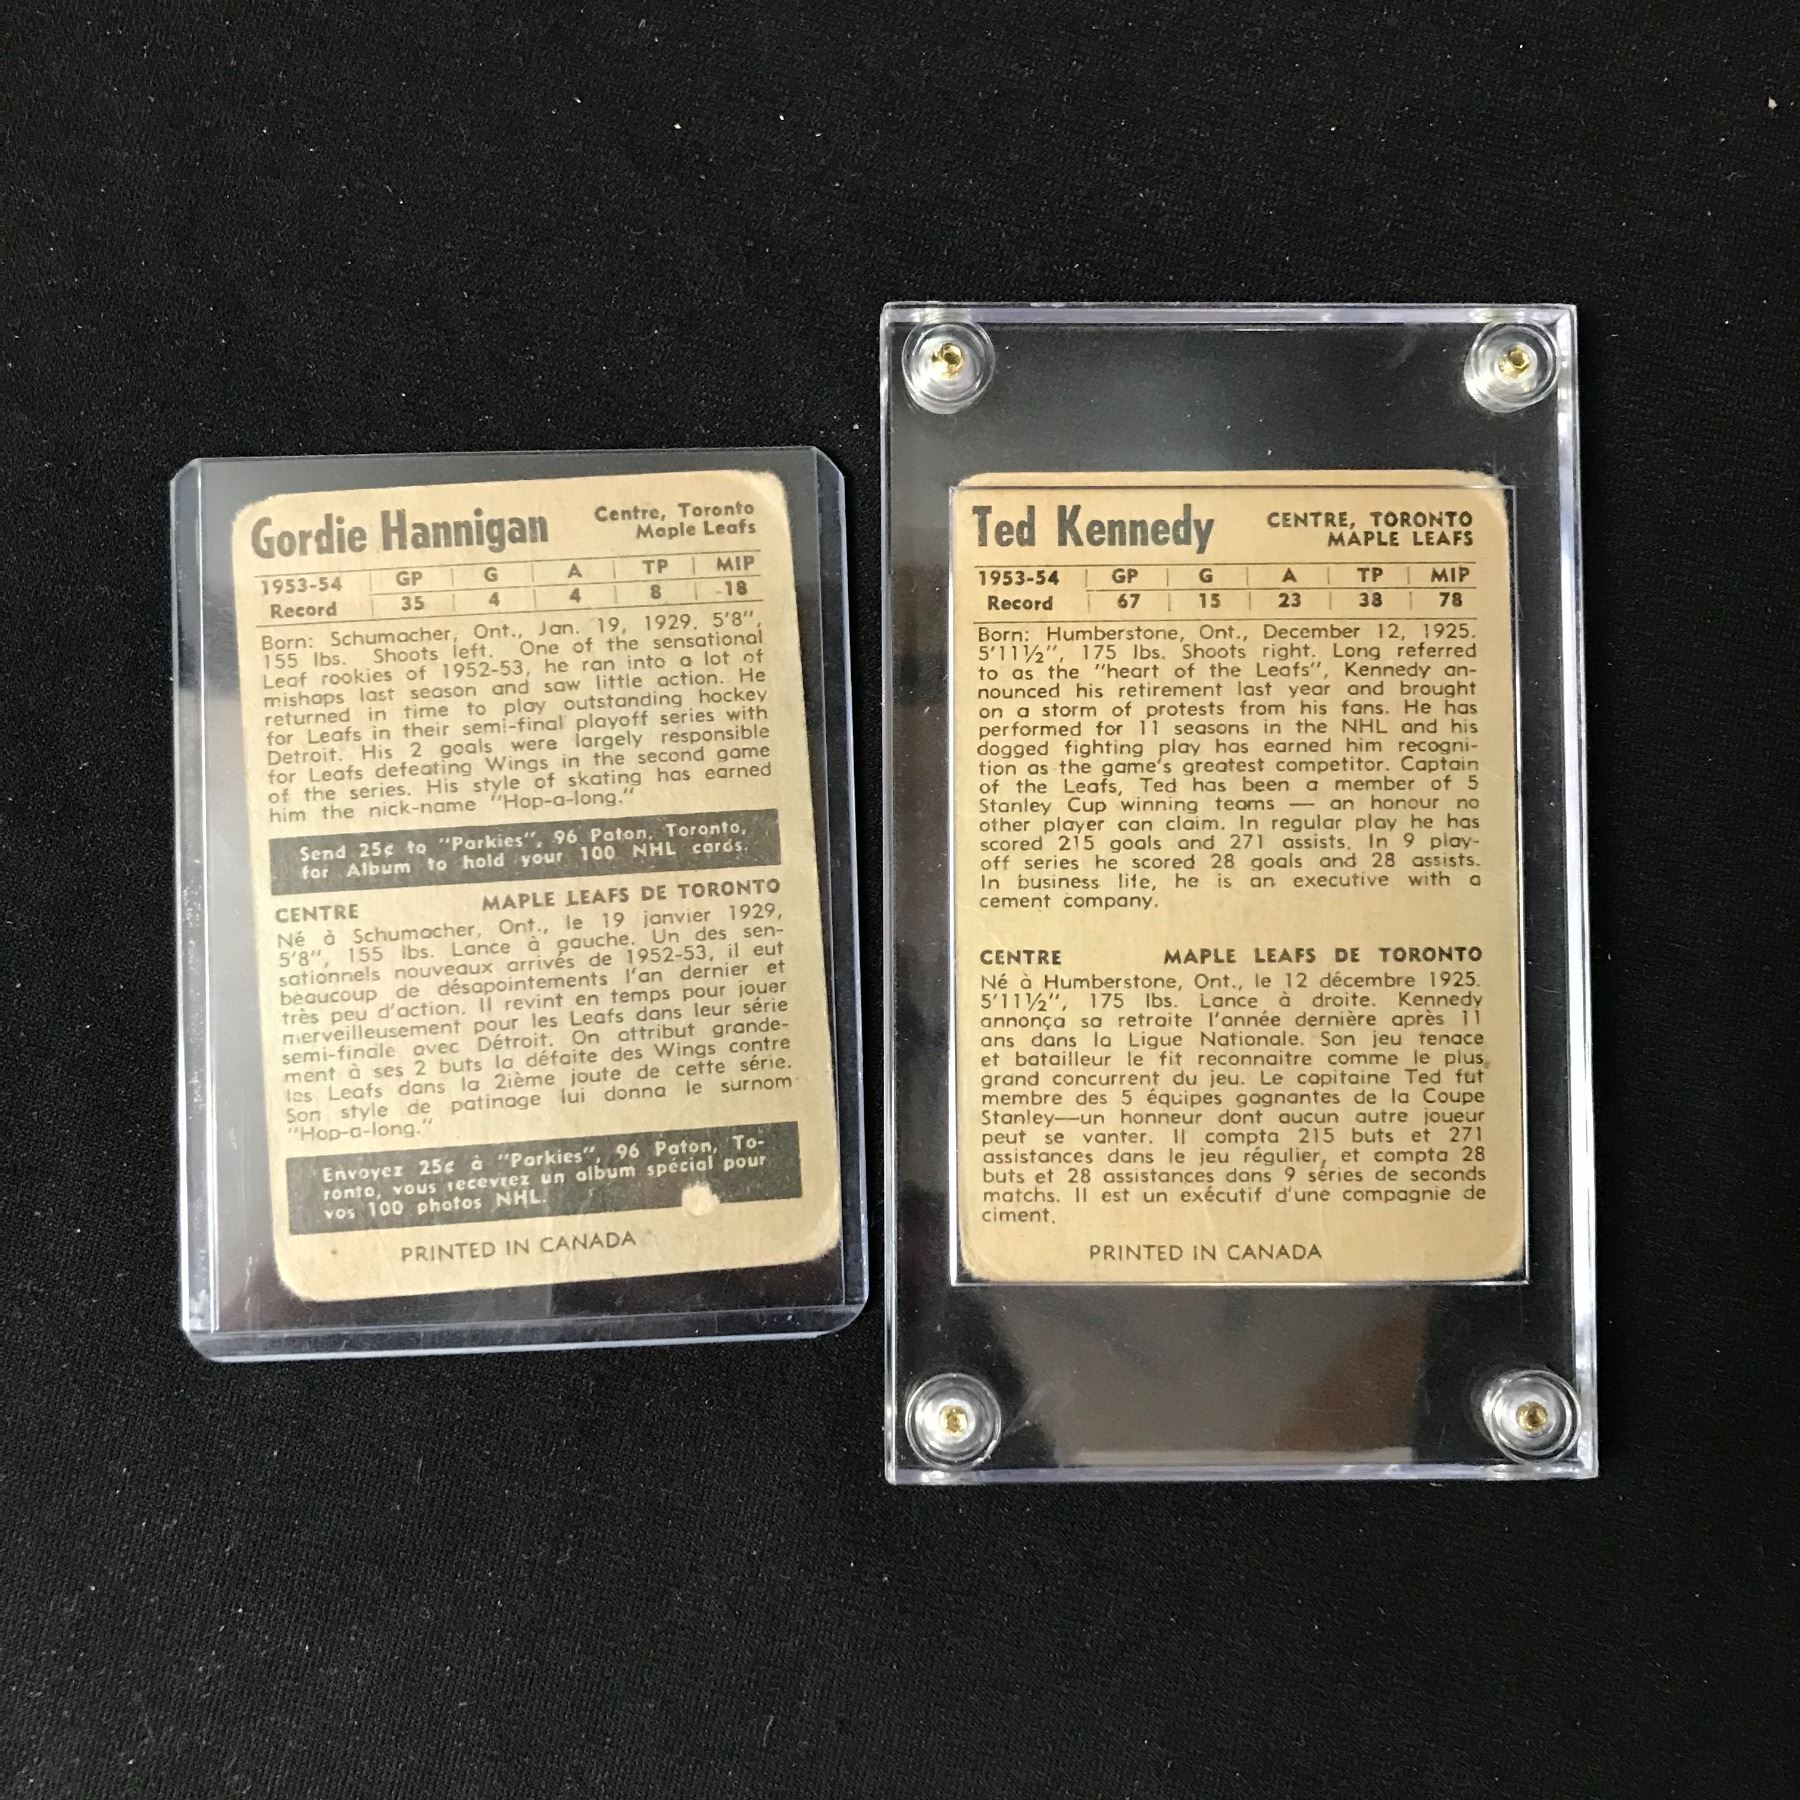 Gordie Hannigan Centre, Toronto
Maple Leafs
1953-54 GP G A TP MIP
Record 35 4 4 8 18
Born: Schumacher, Ont., Jan. 19, 1929. 5'8",
155 lbs. Shoots left. One of the sensational
Leaf rookies of 1952-53, he ran into a lot of
mishaps last season and saw little action. He
returned in time to play outstanding hockey
for Leafs in their semi-final playoff series with
Detroit. His 2 goals were largely responsible
for Leafs defeating Wings in the second game
of the series. His style of skating has earned
him the nick-name "Hop-a-long."
Send 25¢ to "Parkies", 96 Paton, Toronto,
for Album to hold your 100 NHL cards.
CENTRE MAPLE LEAFS DE TORONTO
Né à Schumacher, Ont., le 19 janvier 1929,
5'8", 155 lbs. Lance à gauche. Un des sen-
sationnels nouveaux arrivés de 1952-53, il eut
beaucoup de désapointements l'an dernier et
très peu d'action. Il revint en temps pour jouer
merveilleusement pour les Leafs dans leur série
semi-finale avec Détroit. On attribut grande-
ment à ses 2 buts la défaite des Wings contre
les Leafs dans la 2ième joute de cette série.
Son style de patinage lui donna le surnom
"Hop-a-long."
Envoyez 25¢ à "Parkies", 96 Paton, To-
ronto, vous recevrez un album spécial pour
vos 100 photos NHL.
PRINTED IN CANADA
Ted Kennedy CENTRE, TORONTO
MAPLE LEAFS
1953-54 GP G A TP MIP
Record 67 15 23 38 78
Born: Humberstone, Ont., December 12, 1925.
5'11½", 175 lbs. Shoots right. Long referred
to as the "heart of the Leafs", Kennedy an-
nounced his retirement last year and brought
on a storm of protests from his fans. He has
performed for 11 seasons in the NHL and his
dogged fighting play has earned him recogni-
tion as the game's greatest competitor. Captain
of the Leafs, Ted has been a member of 5
Stanley Cup winning teams — an honour no
other player can claim. In regular play he has
scored 215 goals and 271 assists. In 9 play-
off series he scored 28 goals and 28 assists.
In business life, he is an executive with a
cement company.
CENTRE MAPLE LEAFS DE TORONTO
Né à Humberstone, Ont., le 12 décembre 1925.
5'11½", 175 lbs. Lance à droite. Kennedy
annonça sa retraite l'année dernière après 11
ans dans la Ligue Nationale. Son jeu tenace
et batailleur le fit reconnaitre comme le plus
grand concurrent du jeu. Le capitaine Ted fut
membre des 5 équipes gagnantes de la Coupe
Stanley—un honneur dont aucun autre joueur
peut se vanter. Il compta 215 buts et 271
assistances dans le jeu régulier, et compta 28
buts et 28 assistances dans 9 séries de seconds
matchs. Il est un exécutif d'une compagnie de
ciment.
PRINTED IN CANADA